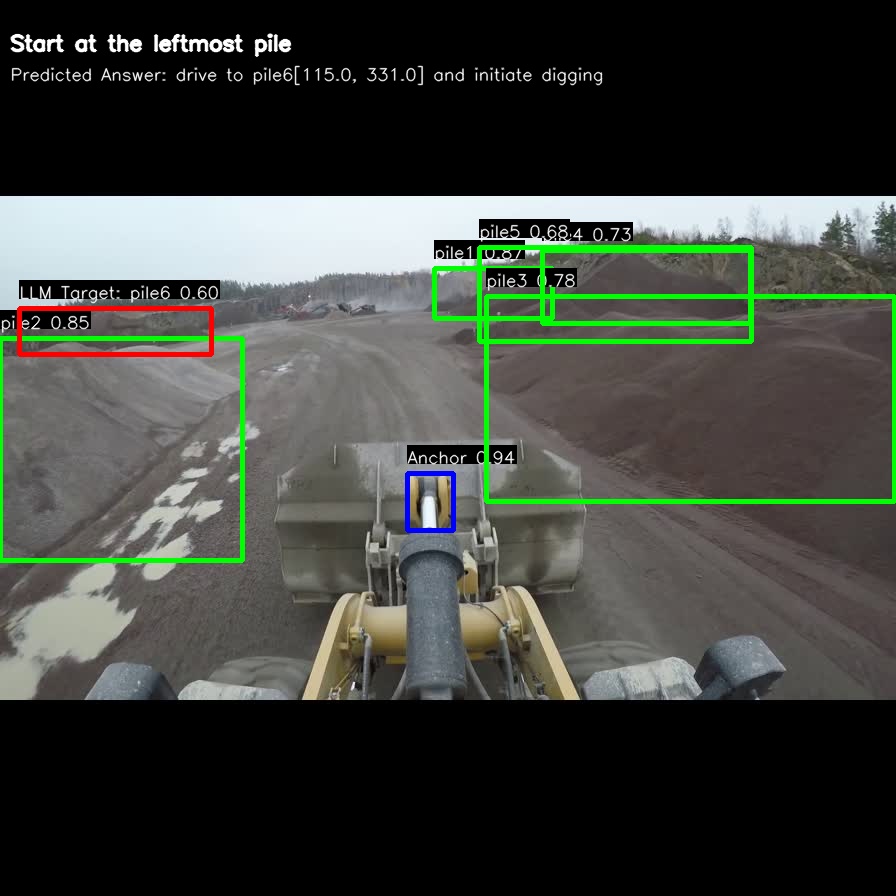 Start at the leftmost pile
Predicted Answer: drive to pile6[115.0, 331.0] and initiate digging
pile5 0.68
4 0.73
pile1 0.87
pile3 0.78
LLM Target: pile6 0.60
pile2 0.85
Anchor 0.94